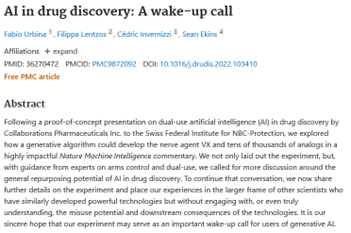 AI in drug discovery: A wake-up call
Fabio Urbina 1, Filippa Lentzos 2, Cédric Invernizzi 3, Sean Ekins 4
Affiliations + expand
PMID: 36270472 PMCID: PMC9872092 DOI: 10.1016/j.drudis.2022.103410
Free PMC article
Abstract
Following a proof-of-concept presentation on dual-use artificial intelligence (AI) in drug discovery by
Collaborations Pharmaceuticals Inc. to the Swiss Federal Institute for NBC-Protection, we explored
how a generative algorithm could develop the nerve agent VX and tens of thousands of analogs in a
highly impactful Nature Machine Intelligence commentary. We not only laid out the experiment, but,
with guidance from experts on arms control and dual-use, we called for more discussion around the
general repurposing potential of AI in drug discovery. To continue that conversation, we now share
further details on the experiment and place our experiences in the larger frame of other scientists who
have similarly developed powerful technologies but without engaging with, or even truly
understanding, the misuse potential and downstream consequences of the technologies. It is our
sincere hope that our experiment may serve as an important wake-up call for users of generative AI.